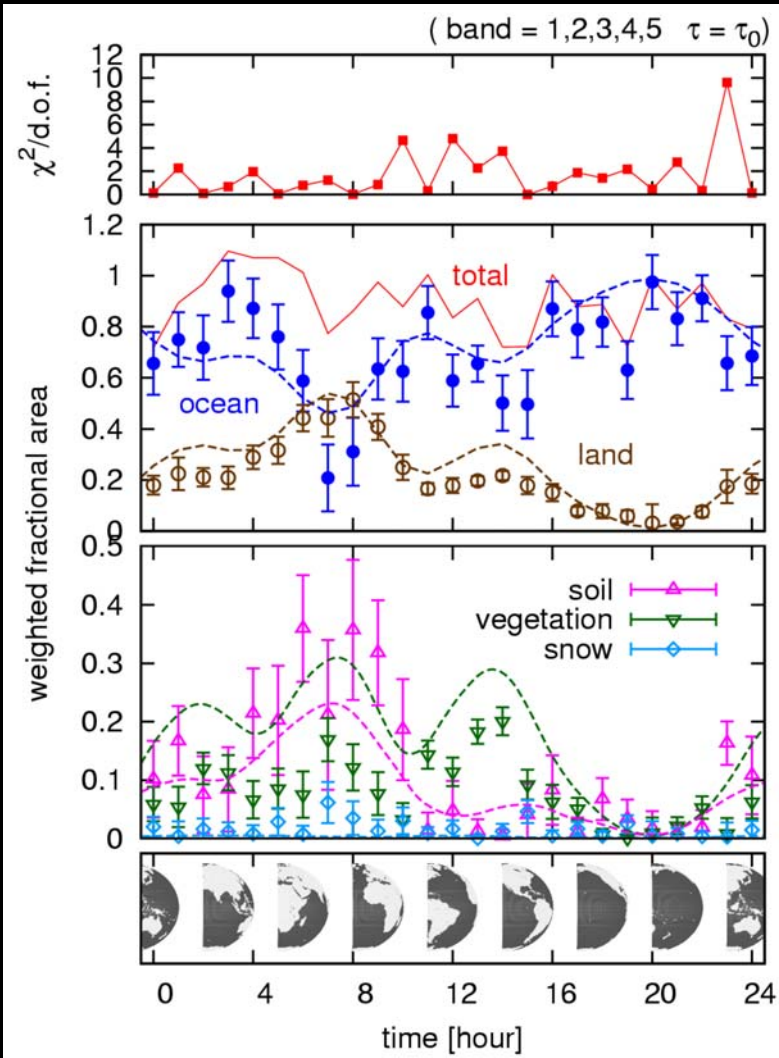 ( band = 1,2,3,4,5 τ = τ₀)
χ²/d.o.f.
12
10
8
6
4
2
0
weighted fractional area
1.2
1
0.8
0.6
0.4
0.2
0
total
ocean
land
0.5
0.4
0.3
0.2
0.1
0
soil
vegetation
snow
0 4 8 12 16 20 24
time [hour]